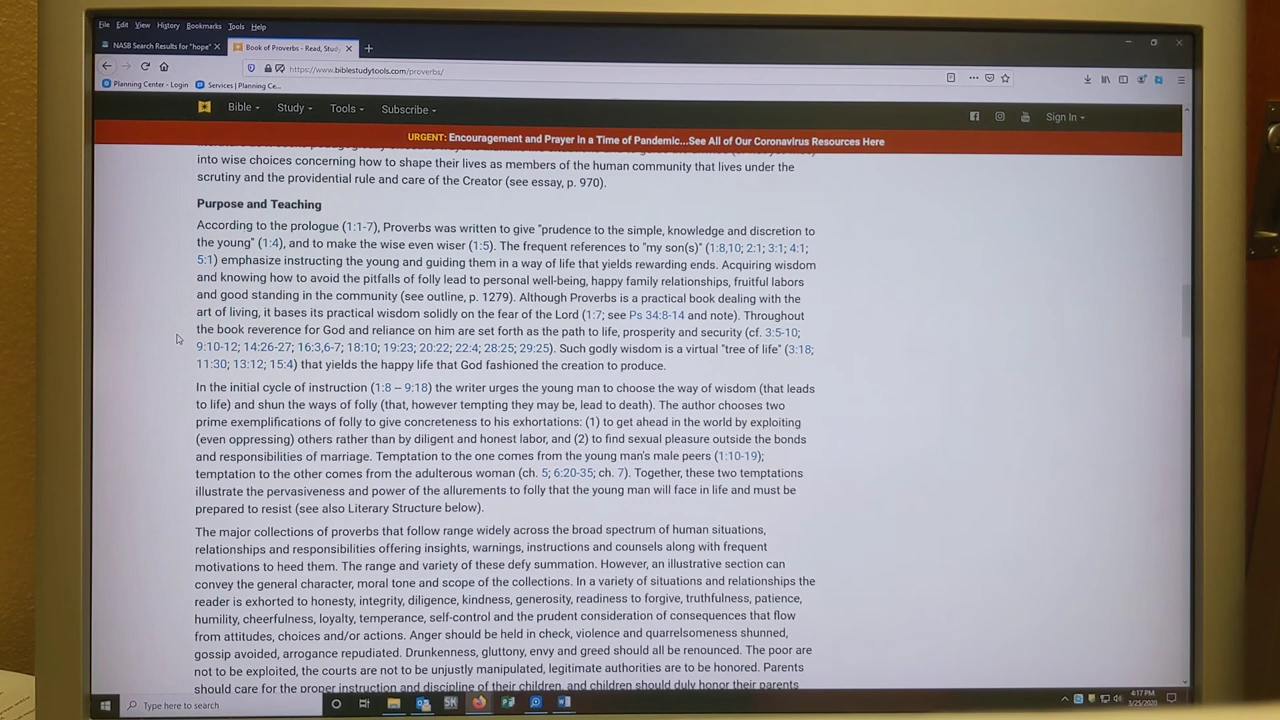 File Edit View History Bookmarks Tools Help
NASB Search Results for "hope" × Book of Proverbs - Read, Study × +
https://www.biblestudytools.com/proverbs/
Planning Center - Login Services | Planning Ce...
Bible Study Tools Subscribe Sign In
URGENT: Encouragement and Prayer in a Time of Pandemic...See All of Our Coronavirus Resources Here
into wise choices concerning how to shape their lives as members of the human community that lives under the
scrutiny and the providential rule and care of the Creator (see essay, p. 970).
Purpose and Teaching
According to the prologue (1:1-7), Proverbs was written to give "prudence to the simple, knowledge and discretion to
the young" (1:4), and to make the wise even wiser (1:5). The frequent references to "my son(s)" (1:8,10; 2:1; 3:1; 4:1;
5:1) emphasize instructing the young and guiding them in a way of life that yields rewarding ends. Acquiring wisdom
and knowing how to avoid the pitfalls of folly lead to personal well-being, happy family relationships, fruitful labors
and good standing in the community (see outline, p. 1279). Although Proverbs is a practical book dealing with the
art of living, it bases its practical wisdom solidly on the fear of the Lord (1:7; see Ps 34:8-14 and note). Throughout
the book reverence for God and reliance on him are set forth as the path to life, prosperity and security (cf. 3:5-10;
9:10-12; 14:26-27; 16:3,6-7; 18:10; 19:23; 20:22; 22:4; 28:25; 29:25). Such godly wisdom is a virtual "tree of life" (3:18;
11:30; 13:12; 15:4) that yields the happy life that God fashioned the creation to produce.
In the initial cycle of instruction (1:8 – 9:18) the writer urges the young man to choose the way of wisdom (that leads
to life) and shun the ways of folly (that, however tempting they may be, lead to death). The author chooses two
prime exemplifications of folly to give concreteness to his exhortations: (1) to get ahead in the world by exploiting
(even oppressing) others rather than by diligent and honest labor, and (2) to find sexual pleasure outside the bonds
and responsibilities of marriage. Temptation to the one comes from the young man's male peers (1:10-19);
temptation to the other comes from the adulterous woman (ch. 5; 6:20-35; ch. 7). Together, these two temptations
illustrate the pervasiveness and power of the allurements to folly that the young man will face in life and must be
prepared to resist (see also Literary Structure below).
The major collections of proverbs that follow range widely across the broad spectrum of human situations,
relationships and responsibilities offering insights, warnings, instructions and counsels along with frequent
motivations to heed them. The range and variety of these defy summation. However, an illustrative section can
convey the general character, moral tone and scope of the collections. In a variety of situations and relationships the
reader is exhorted to honesty, integrity, diligence, kindness, generosity, readiness to forgive, truthfulness, patience,
humility, cheerfulness, loyalty, temperance, self-control and the prudent consideration of consequences that flow
from attitudes, choices and/or actions. Anger should be held in check, violence and quarrelsomeness shunned,
gossip avoided, arrogance repudiated. Drunkenness, gluttony, envy and greed should all be renounced. The poor are
not to be exploited, the courts are not to be unjustly manipulated, legitimate authorities are to be honored. Parents
should care for the proper instruction and discipline of their children, and children should duly honor their parents
Type here to search
4:17 PM
3/25/2020